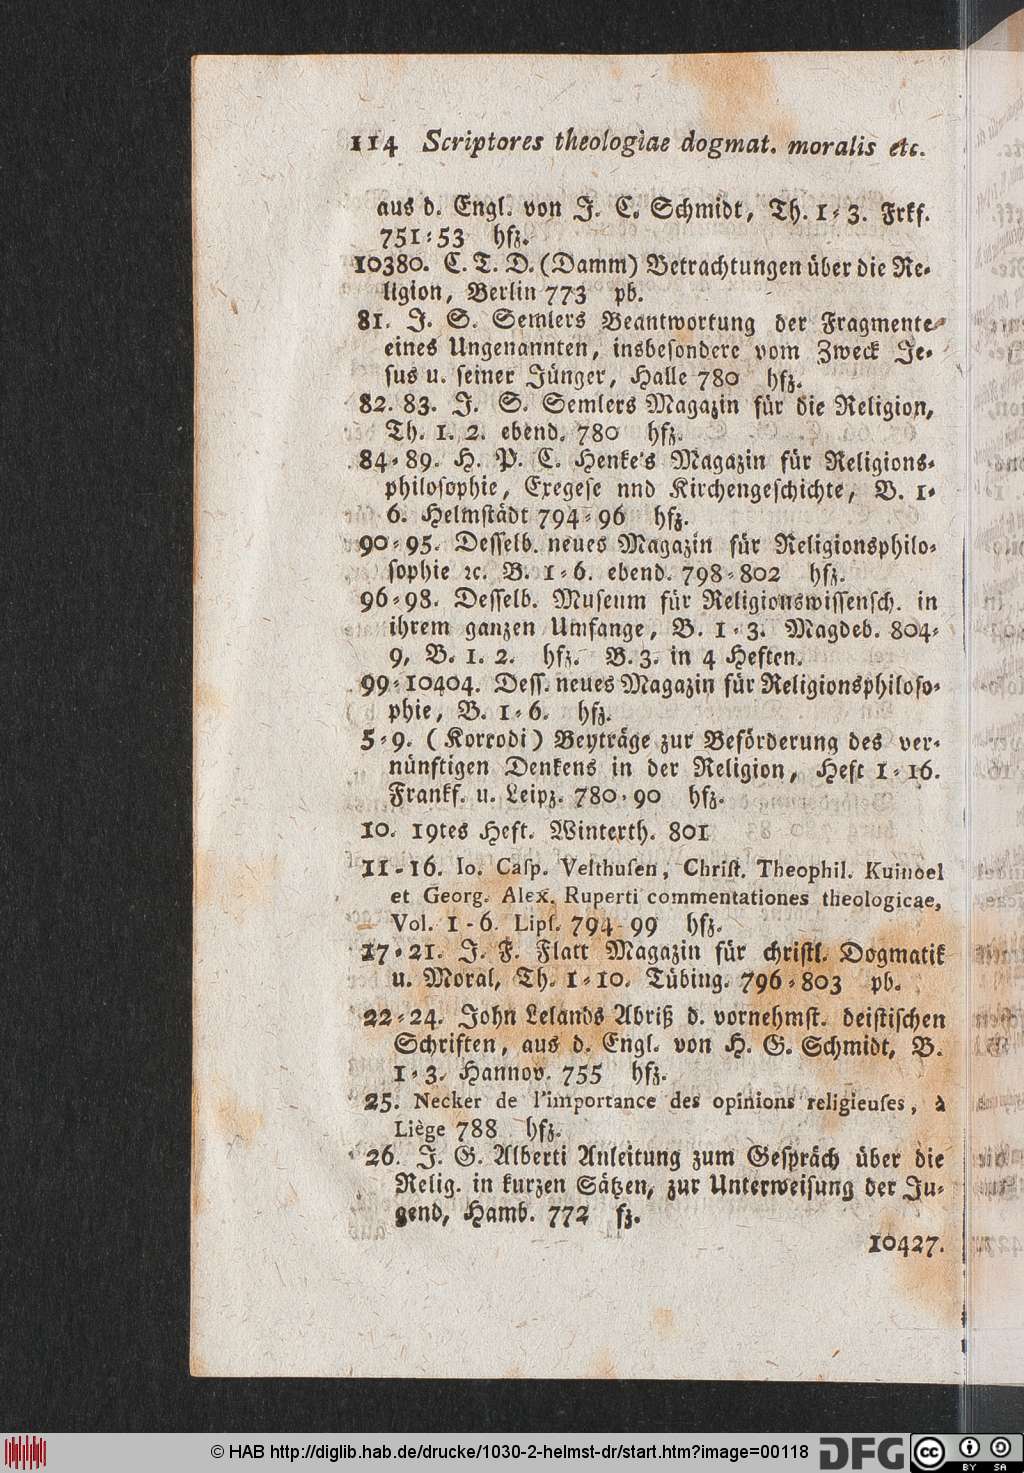 114 Scriptores theologiae dogmat. moralis etc.
aus d. Engl. von J. C. Schmidt, Th. 1-3. Frkf.
751-53 hfz.
10380. C. T. D. (Damm) Betrachtungen über die Re-
ligion, Berlin 773 pb.
81. J. S. Semlers Beantwortung der Fragmente
eines Ungenannten, insbesondere vom Zweck Je-
sus u. seiner Jünger, Halle 780 hfz.
82. 83. J. S. Semlers Magazin für die Religion,
Th. 1. 2. ebend. 780 hfz.
84-89. H. P. C. Henke's Magazin für Religions-
philosophie, Exegese nnd Kirchengeschichte, B. 1-
6. Helmstädt 794-96 hfz.
90-95. Desselb. neues Magazin für Religionsphilo-
sophie ꝛc. B. 1-6. ebend. 798-802 hfz.
96-98. Desselb. Museum für Religionswissensch. in
ihrem ganzen Umfange, B. 1-3. Magdeb. 804-
9, B. 1. 2. hfz. B. 3. in 4 Heften.
99-10404. Dess. neues Magazin für Religionsphiloso-
phie, B. 1-6. hfz.
5-9. (Korrodi) Beyträge zur Beförderung des ver-
nünftigen Denkens in der Religion, Heft 1-16.
Frankf. u. Leipz. 780-90 hfz.
10. 19tes Heft. Winterth. 801
11-16. Io. Casp. Velthusen, Christ. Theophil. Kuinoel
et Georg. Alex. Ruperti commentationes theologicae,
Vol. 1-6. Lips. 794-99 hfz.
17-21. J. F. Flatt Magazin für christl. Dogmatik
u. Moral, Th. 1-10. Tübing. 796-803 pb.
22-24. John Lelands Abriß d. vornehmst. deistischen
Schriften, aus d. Engl. von H. G. Schmidt, B.
1-3. Hannov. 755 hfz.
25. Necker de l'importance des opinions religieuses, à
Liège 788 hfz.
26. J. G. Alberti Anleitung zum Gespräch über die
Relig. in kurzen Sätzen, zur Unterweisung der Ju-
gend, Hamb. 772 fz.
10427.
© HAB http://diglib.hab.de/drucke/1030-2-helmst-dr/start.htm?image=00118
DFG
cc BY SA